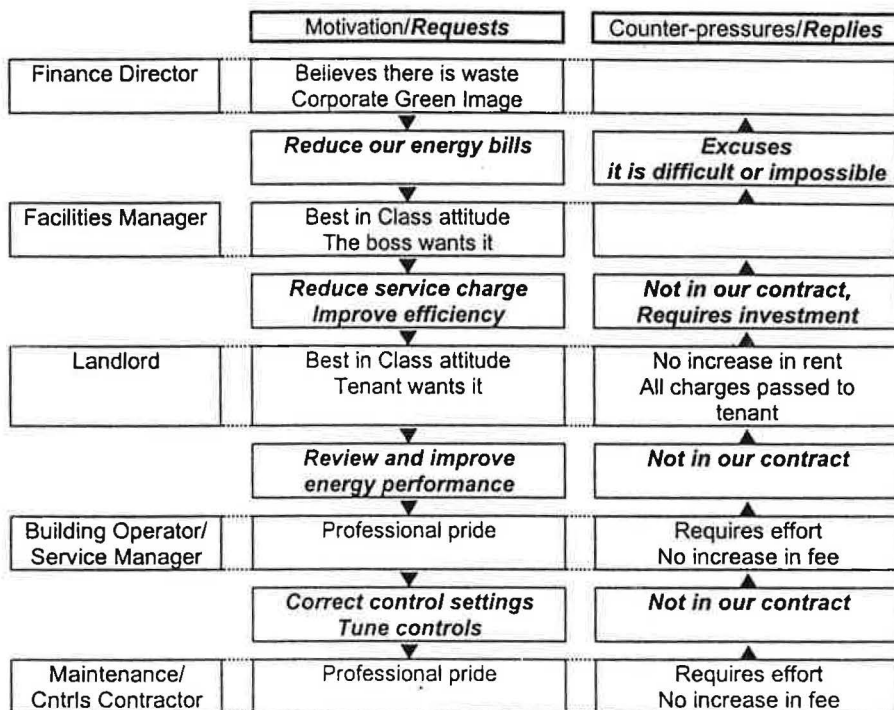 Motivation/Requests
Counter-pressures/Replies
Finance Director
Believes there is waste
Corporate Green Image
Reduce our energy bills
Excuses
it is difficult or impossible
Facilities Manager
Best in Class attitude
The boss wants it
Reduce service charge
Improve efficiency
Not in our contract,
Requires investment
Landlord
Best in Class attitude
Tenant wants it
No increase in rent
All charges passed to
tenant
Review and improve
energy performance
Not in our contract
Building Operator/
Service Manager
Professional pride
Requires effort
No increase in fee
Correct control settings
Tune controls
Not in our contract
Maintenance/
Cntrls Contractor
Professional pride
Requires effort
No increase in fee